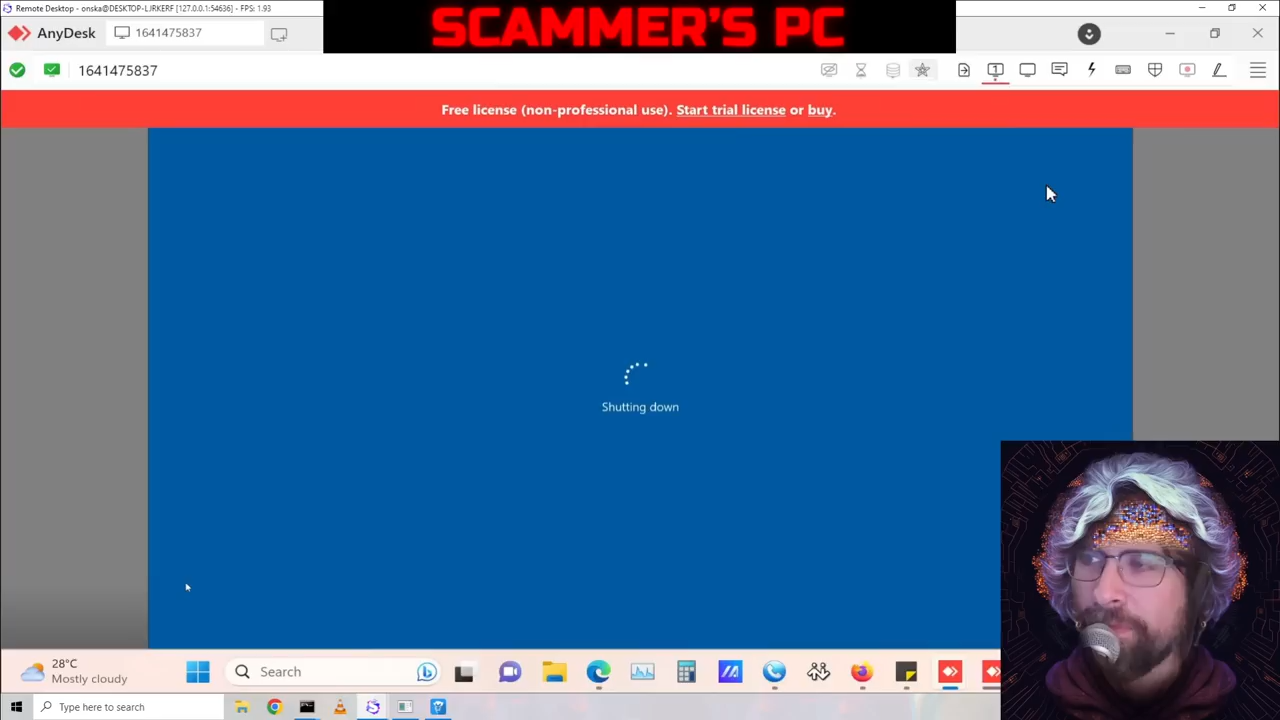 Remote Desktop - onska@DESKTOP-LJRKERF [127.0.0.1:54636] - FPS: 1.93
SCAMMER'S PC
AnyDesk
1641475837
1641475837
1
Free license (non-professional use). Start trial license or buy.
Shutting down
28°C
Mostly cloudy
Search
Type here to search